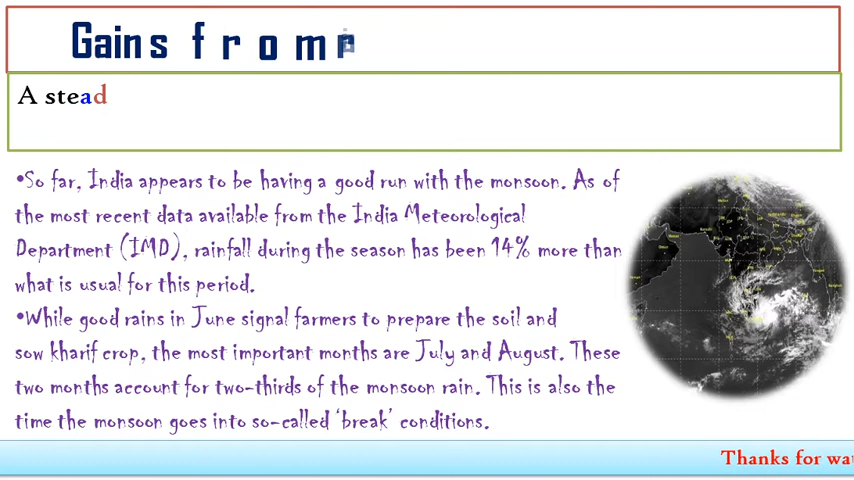 Gains from
A stead
•So far, India appears to be having a good run with the monsoon. As of
the most recent data available from the India Meteorological
Department (IMD), rainfall during the season has been 14% more than
what is usual for this period.
•While good rains in June signal farmers to prepare the soil and
sow kharif crop, the most important months are July and August. These
two months account for two-thirds of the monsoon rain. This is also the
time the monsoon goes into so-called ‘break’ conditions.
Thanks for wat